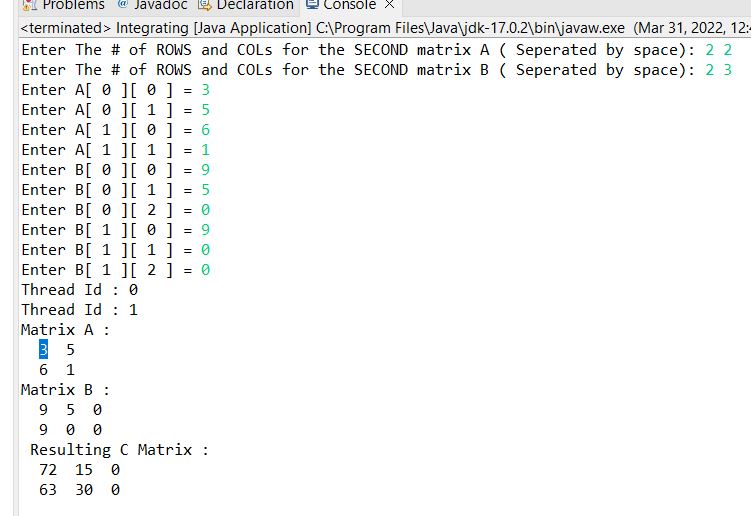 Problems @ Javadoc Declaration Console ×
<terminated> Integrating [Java Application] C:\Program Files\Java\jdk-17.0.2\bin\javaw.exe (Mar 31, 2022, 12:
Enter The # of ROWS and COLs for the SECOND matrix A ( Seperated by space): 2 2
Enter The # of ROWS and COLs for the SECOND matrix B ( Seperated by space): 2 3
Enter A[ 0 ][ 0 ] = 3
Enter A[ 0 ][ 1 ] = 5
Enter A[ 1 ][ 0 ] = 6
Enter A[ 1 ][ 1 ] = 1
Enter B[ 0 ][ 0 ] = 9
Enter B[ 0 ][ 1 ] = 5
Enter B[ 0 ][ 2 ] = 0
Enter B[ 1 ][ 0 ] = 9
Enter B[ 1 ][ 1 ] = 0
Enter B[ 1 ][ 2 ] = 0
Thread Id : 0
Thread Id : 1
Matrix A :
3 5
6 1
Matrix B :
9 5 0
9 0 0
Resulting C Matrix :
72 15 0
63 30 0